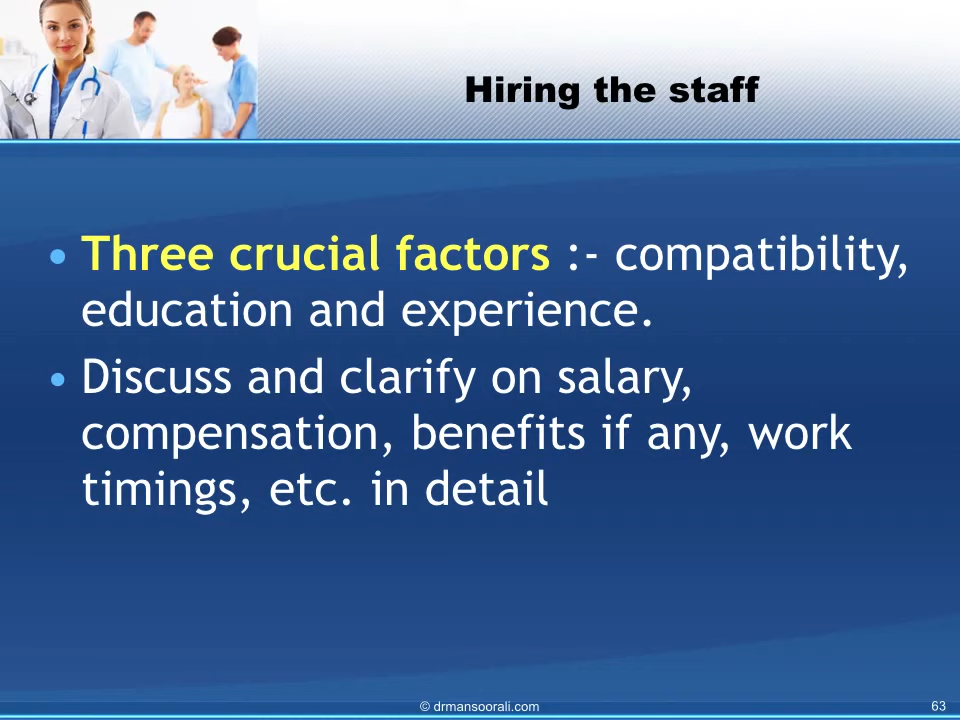 Hiring the staff
• Three crucial factors :- compatibility,
education and experience.
• Discuss and clarify on salary,
compensation, benefits if any, work
timings, etc. in detail
© drmansoorali.com
63